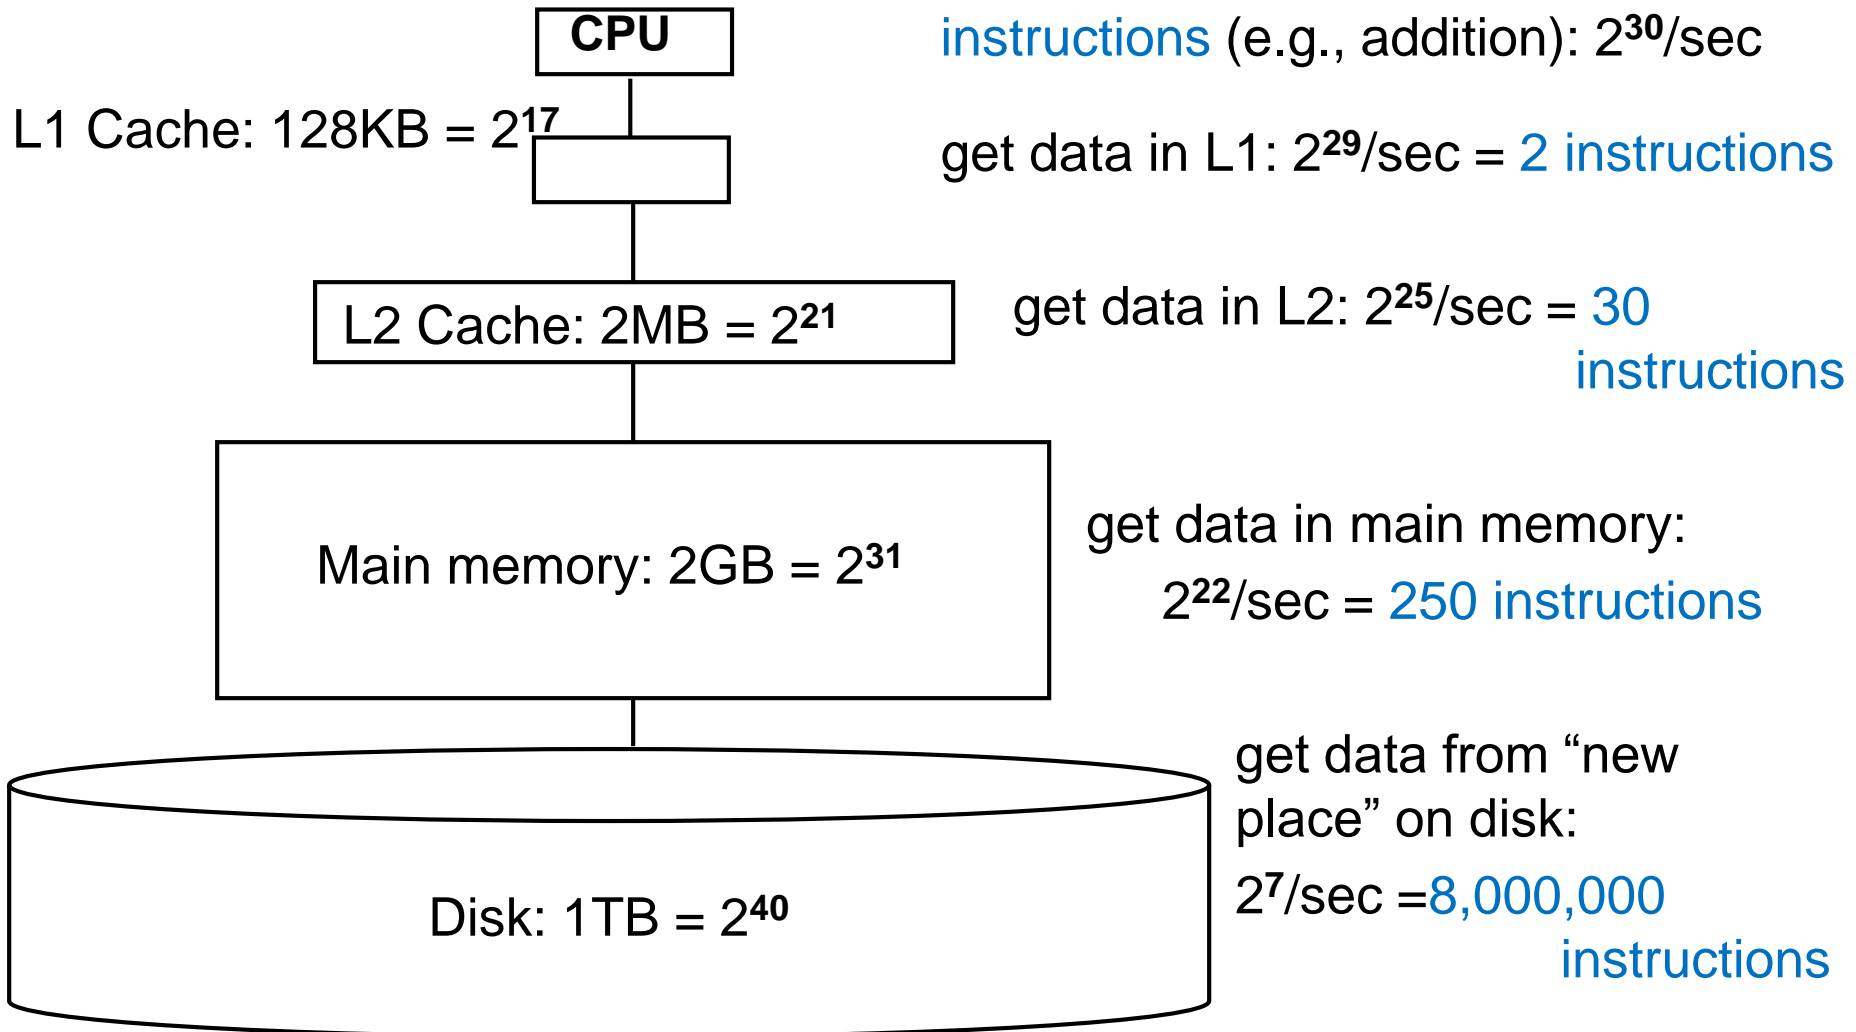 CPU
instructions (e.g., addition): 2³⁰/sec
L1 Cache: 128KB = 2¹⁷
get data in L1: 2²⁹/sec = 2 instructions
L2 Cache: 2MB = 2²¹
get data in L2: 2²⁵/sec = 30
instructions
Main memory: 2GB = 2³¹
get data in main memory:
2²²/sec = 250 instructions
get data from “new
place” on disk:
2⁷/sec =8,000,000
instructions
Disk: 1TB = 2⁴⁰